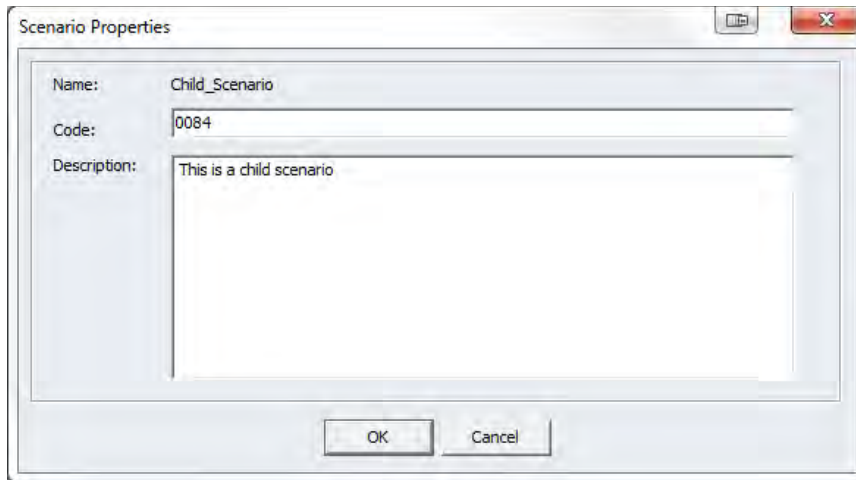 Scenario Properties
Name: Child_Scenario
Code: 0084
Description: This is a child scenario
OK Cancel